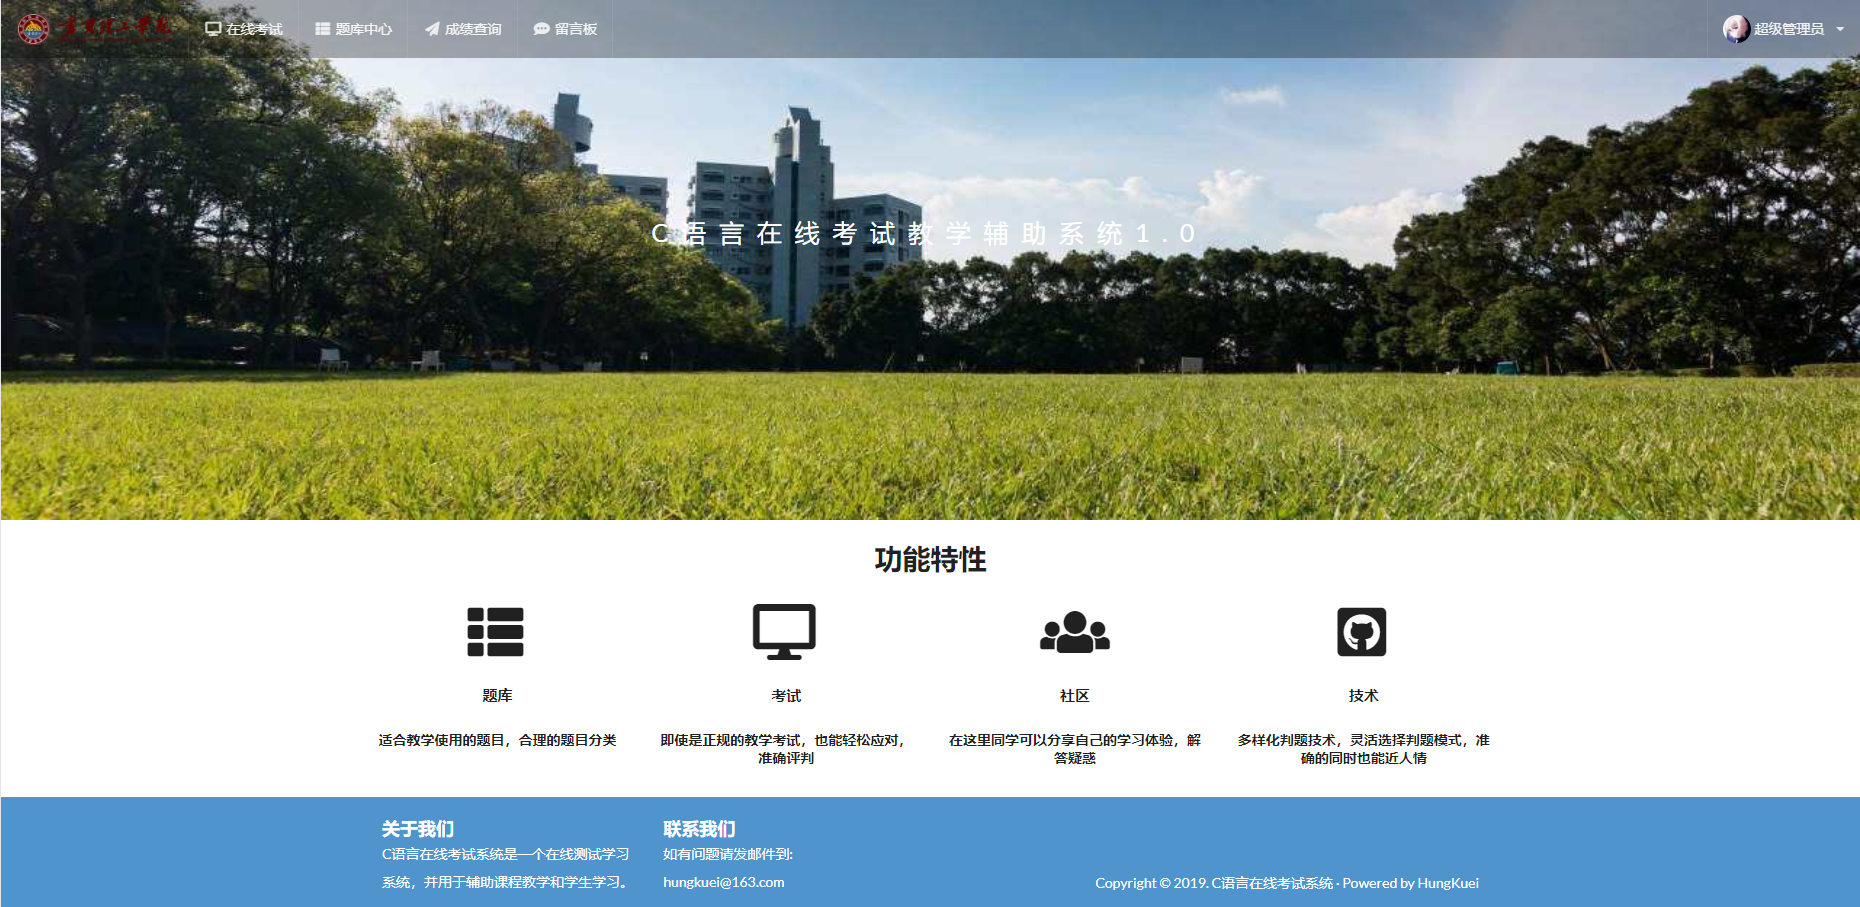 在线考试
题库中心
成绩查询
留言板
超级管理员
C语言在线考试教学辅助系统1.0
功能特性
题库
考试
社区
技术
适合教学使用的题目，合理的题目分类
即使是正规的教学考试，也能轻松应对，
准确评判
在这里同学可以分享自己的学习体验，解
答疑惑
多样化判题技术，灵活选择判题模式，准
确的同时也能近人情
关于我们
C语言在线考试系统是一个在线测试学习
系统，并用于辅助课程教学和学生学习。
联系我们
如有问题请发邮件到:
hungkuei@163.com
Copyright © 2019. C语言在线考试系统 · Powered by HungKuei